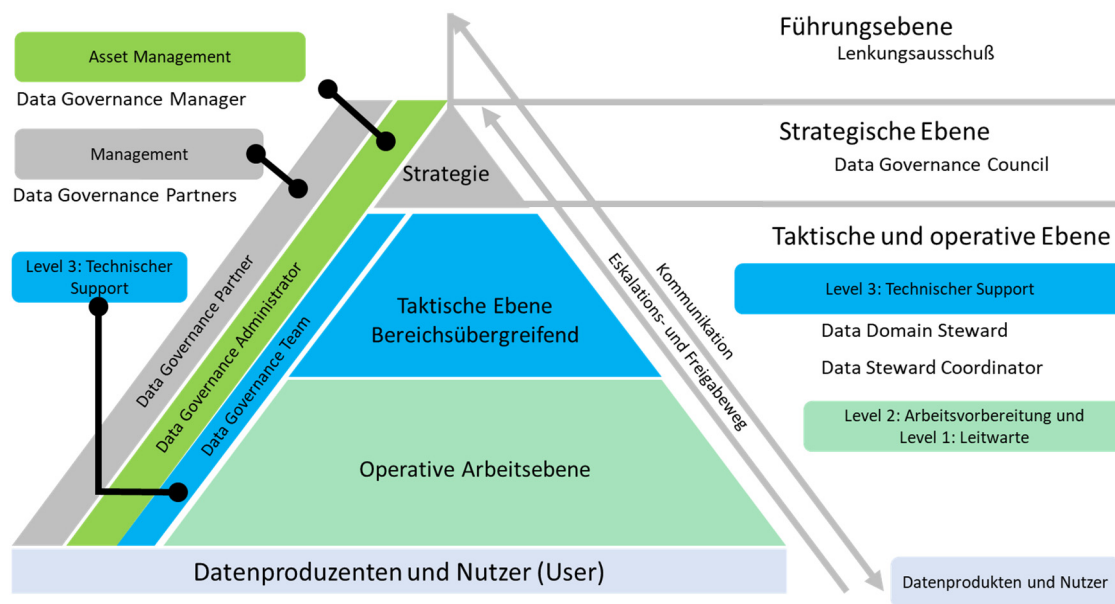 Asset Management
Data Governance Manager
Management
Data Governance Partners
Level 3: Technischer
Support
Data Governance Partner
Data Governance Administrator
Data Governance Team
Strategie
Taktische Ebene
Bereichsübergreifend
Operative Arbeitsebene
Datenproduzenten und Nutzer (User)
Kommunikation
Eskalations- und Freigabeweg
Führungsebene
Lenkungsausschuß
Strategische Ebene
Data Governance Council
Taktische und operative Ebene
Level 3: Technischer Support
Data Domain Steward
Data Steward Coordinator
Level 2: Arbeitsvorbereitung und
Level 1: Leitwarte
Datenprodukten und Nutzer